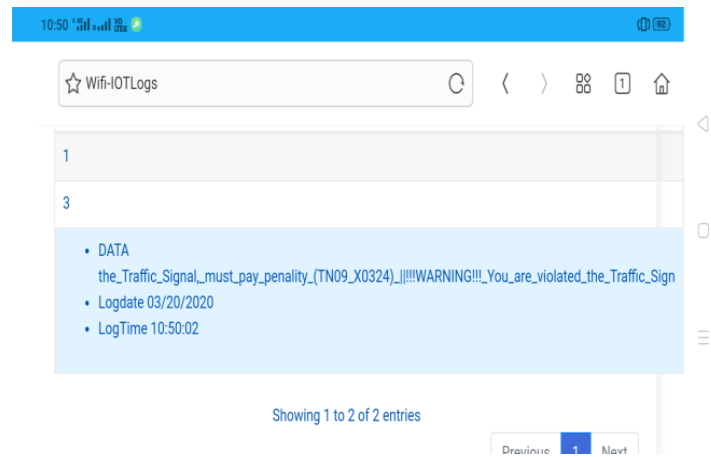 10:50
92
Wifi-IOTLogs
1
1
3
DATA
the_Traffic_Signal,_must_pay_penality_(TN09_X0324)_||!!!WARNING!!!_You_are_violated_the_Traffic_Sign
Logdate 03/20/2020
LogTime 10:50:02
Showing 1 to 2 of 2 entries
Previous 1 Next